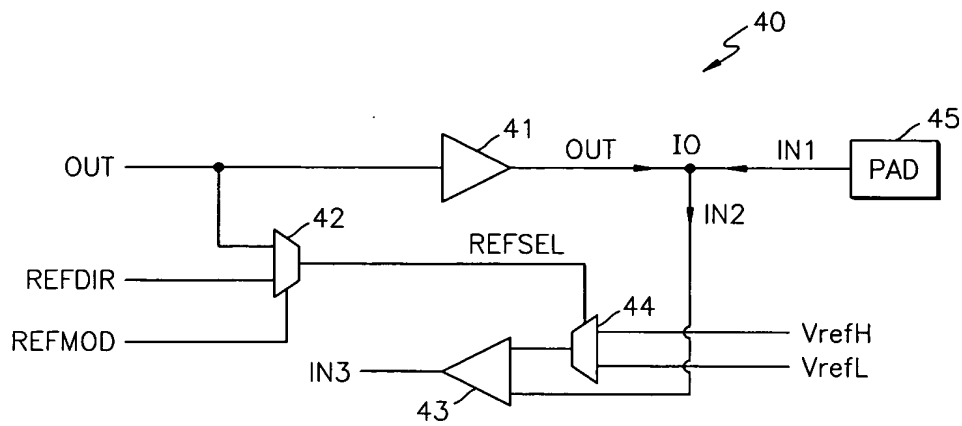 40
41
45
OUT
OUT
IO
IN1
PAD
42
IN2
REFSEL
REFDIR
44
REFMOD
VrefH
IN3
VrefL
43